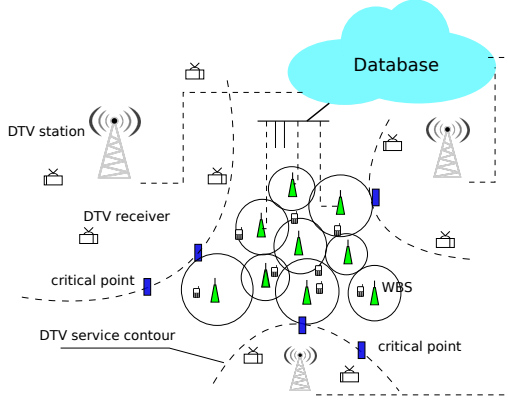 Database
DTV station
DTV receiver
critical point
WBS
DTV service contour
critical point